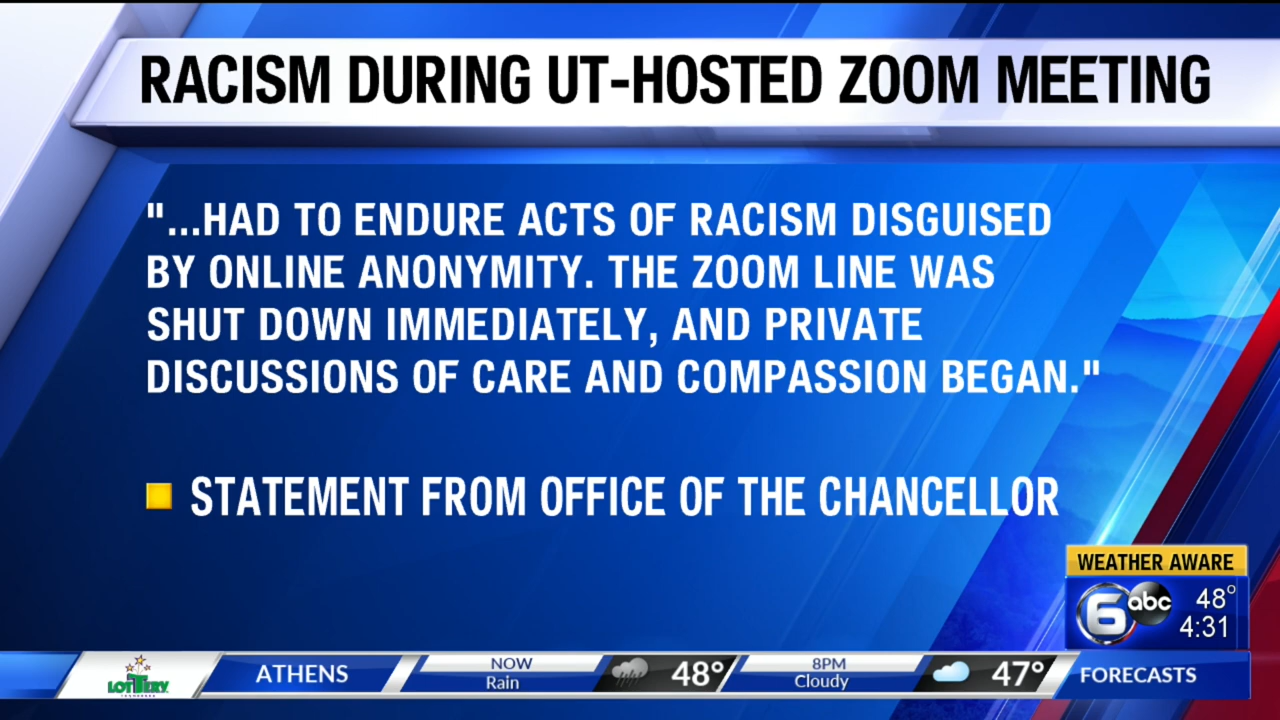 RACISM DURING UT-HOSTED ZOOM MEETING
"...HAD TO ENDURE ACTS OF RACISM DISGUISED
BY ONLINE ANONYMITY. THE ZOOM LINE WAS
SHUT DOWN IMMEDIATELY, AND PRIVATE
DISCUSSIONS OF CARE AND COMPASSION BEGAN."
STATEMENT FROM OFFICE OF THE CHANCELLOR
WEATHER AWARE
6 abc 48°
4:31
LOTTERY
TENNESSEE
ATHENS
NOW
Rain
48°
8PM
Cloudy
47°
FORECASTS